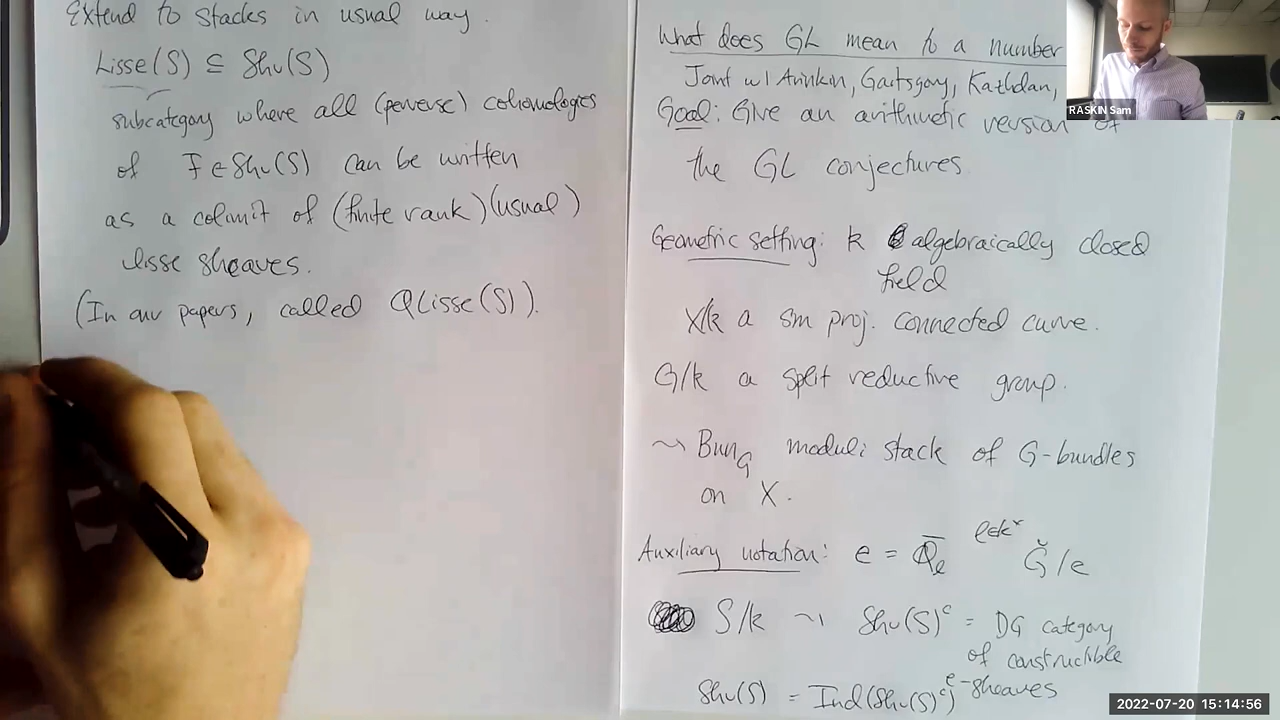 Extend to stacks in usual way.
Lisse(S) ⊆ Shv(S)
subcategory where all (perverse) cohomologies
of F ∈ Shv(S) can be written
as a colimit of (finite rank) (usual)
lisse sheaves.
(In our papers, called QLisse(S)).
What does GL mean to a number
Joint w/ Arinkin, Gaitsgory, Kazhdan,
Goal: Give an arithmetic version of
the GL conjectures
Geometric setting: k algebraically closed
field
X/k a sm proj. connected curve.
G/k a split reductive group.
⇝ Bun_G moduli stack of G-bundles
on X.
Auxiliary notation: e = \overline{Q}_ℓ ℓ∈k^× Ǧ/e
S/k ⇝ Shv(S)^c = DG category
of constructible
Shv(S) = Ind(Shv(S)^c) e-sheaves
RASKIN Sam
2022-07-20 15:14:56